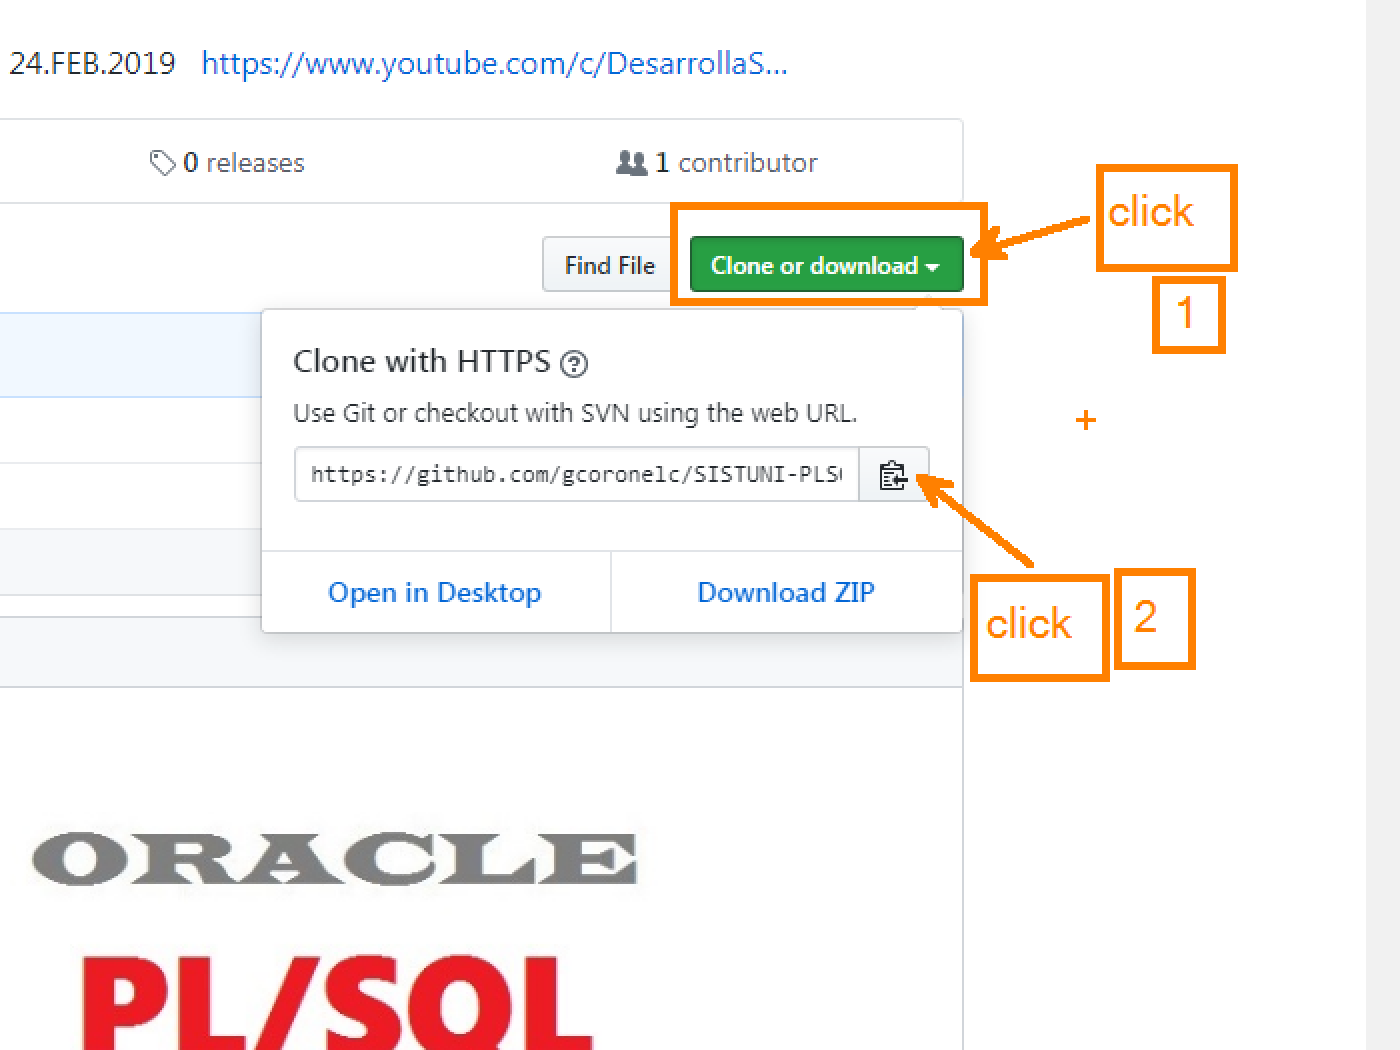 24.FEB.2019 https://www.youtube.com/c/DesarrollaS...
0 releases 1 contributor
click
Find File Clone or download
1
Clone with HTTPS ?
Use Git or checkout with SVN using the web URL.
https://github.com/gcoronelc/SISTUNI-PLS
Open in Desktop Download ZIP
click 2
ORACLE
PL/SQL